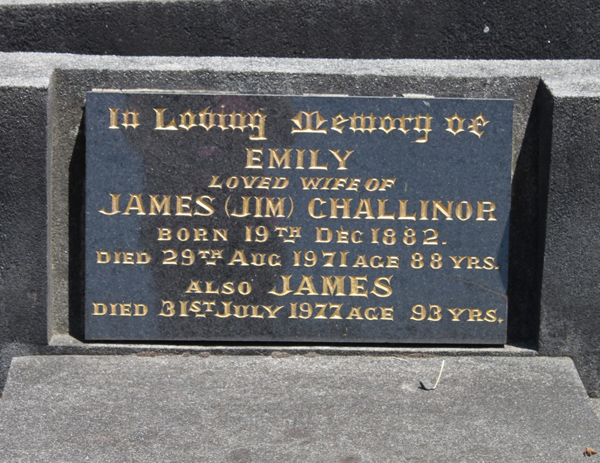 In Loving Memory of
EMILY
LOVED WIFE OF
JAMES (JIM) CHALLINOR
BORN 19TH DEC 1882.
DIED 29TH AUG 1971 AGE 88 YRS.
ALSO JAMES
DIED 31ST JULY 1977 AGE 93 YRS.